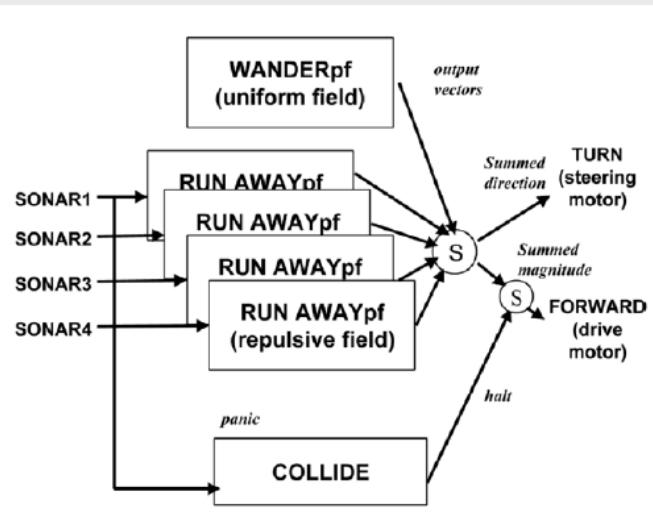 WANDERpf
(uniform field)
output
vectors
RUN AWAYpf
RUN AWAYpf
RUN AWAYpf
RUN AWAYpf
(repulsive field)
SONAR1
SONAR2
SONAR3
SONAR4
S
Summed
direction
TURN
(steering
motor)
Summed
magnitude
S
FORWARD
(drive
motor)
halt
panic
COLLIDE